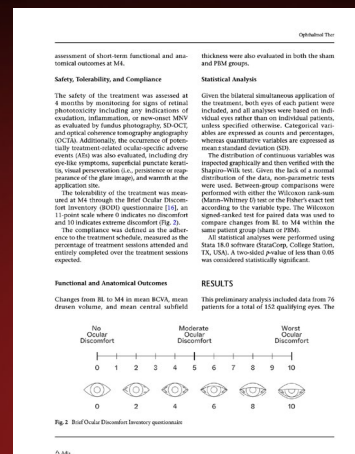 Ophthalmol Ther
assessment of short-term functional and ana-
tomical outcomes at M4.
Safety, Tolerability, and Compliance
The safety of the treatment was assessed at
4 months by monitoring for signs of retinal
phototoxicity including any indications of
exudation, inflammation, or new-onset MNV
as evaluated by fundus photography, SD-OCT,
and optical coherence tomography angiography
(OCTA). Additionally, the occurrence of poten-
tially treatment-related ocular-specific adverse
events (AEs) was also evaluated, including dry
eye-like symptoms, superficial punctate kerati-
tis, visual perseveration (i.e., persistence or reap-
pearance of the glare image), and warmth at the
application site.
The tolerability of the treatment was meas-
ured at M4 through the Brief Ocular Discom-
fort Inventory (BODI) questionnaire [16], an
11-point scale where 0 indicates no discomfort
and 10 indicates extreme discomfort (Fig. 2).
The compliance was defined as the adher-
ence to the treatment schedule, measured as the
percentage of treatment sessions attended and
entirely completed over the treatment sessions
expected.
Functional and Anatomical Outcomes
Changes from BL to M4 in mean BCVA, mean
drusen volume, and mean central subfield
thickness were also evaluated in both the sham
and PBM groups.
Statistical Analysis
Given the bilateral simultaneous application of
the treatment, both eyes of each patient were
included, and all analyses were based on indi-
vidual eyes rather than on individual patients,
unless specified otherwise. Categorical vari-
ables are expressed as counts and percentages,
whereas quantitative variables are expressed as
mean ± standard deviation (SD).
The distribution of continuous variables was
inspected graphically and then verified with the
Shapiro–Wilk test. Given the lack of a normal
distribution of the data, non-parametric tests
were used. Between-group comparisons were
performed with either the Wilcoxon rank-sum
(Mann–Whitney U) test or the Fisher's exact test
according to the variable type. The Wilcoxon
signed-ranked test for paired data was used to
compare changes from BL to M4 within the
same patient group (sham or PBM).
All statistical analyses were performed using
Stata 18.0 software (StataCorp, College Station,
TX, USA). A two-sided p-value of less than 0.05
was considered statistically significant.
RESULTS
This preliminary analysis included data from 76
patients for a total of 152 qualifying eyes. The
No Ocular Discomfort
Moderate Ocular Discomfort
Worst Ocular Discomfort
0 1 2 3 4 5 6 7 8 9 10
0 2 4 6 8 10
Fig. 2 Brief Ocular Discomfort Inventory questionnaire